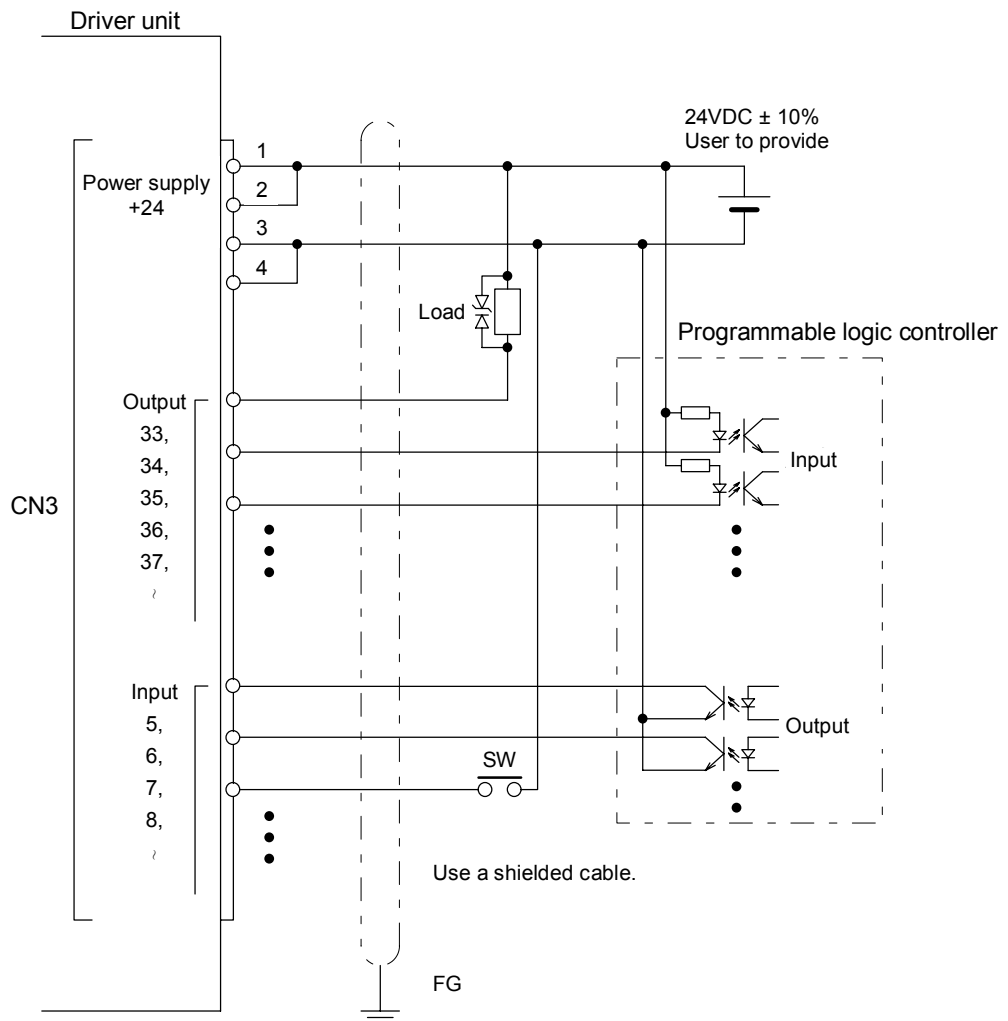 Driver unit
24VDC ± 10%
User to provide
1
Power supply
+24
2
3
4
Load
Programmable logic controller
Output
33,
34,
35,
36,
37,
~
Input
CN3
Input
5,
6,
7,
8,
~
SW
Output
Use a shielded cable.
FG